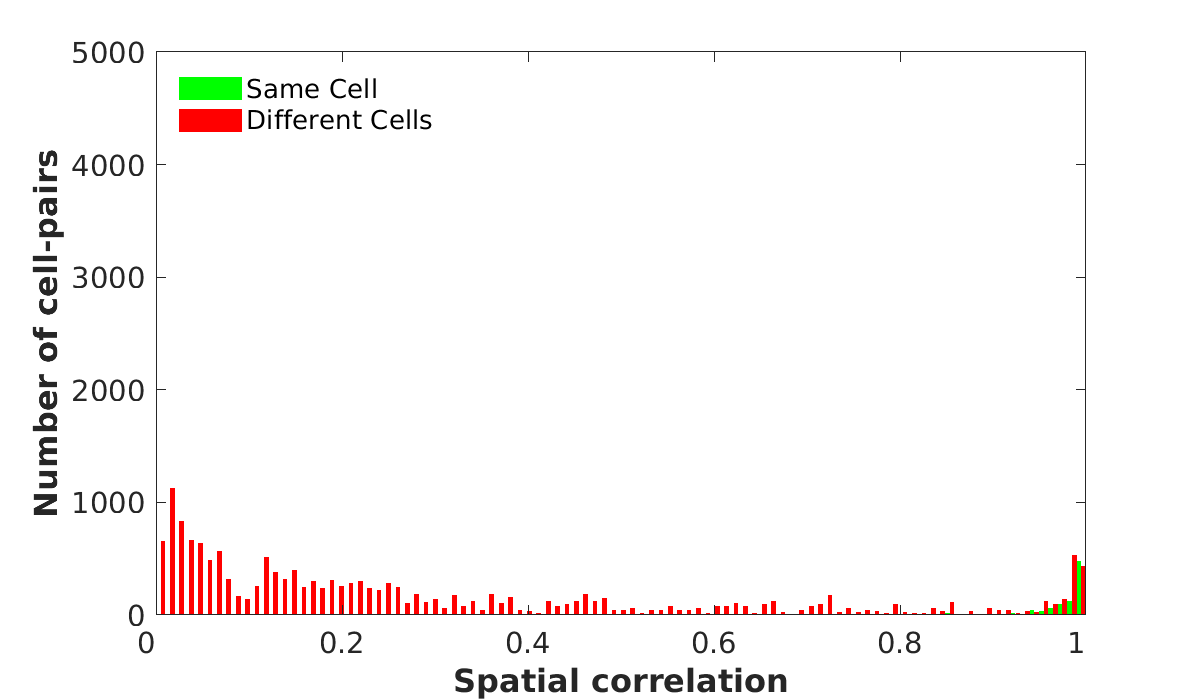 5000
4000
3000
2000
1000
0
Number of cell-pairs
Same Cell
Different Cells
0 0.2 0.4 0.6 0.8 1
Spatial correlation